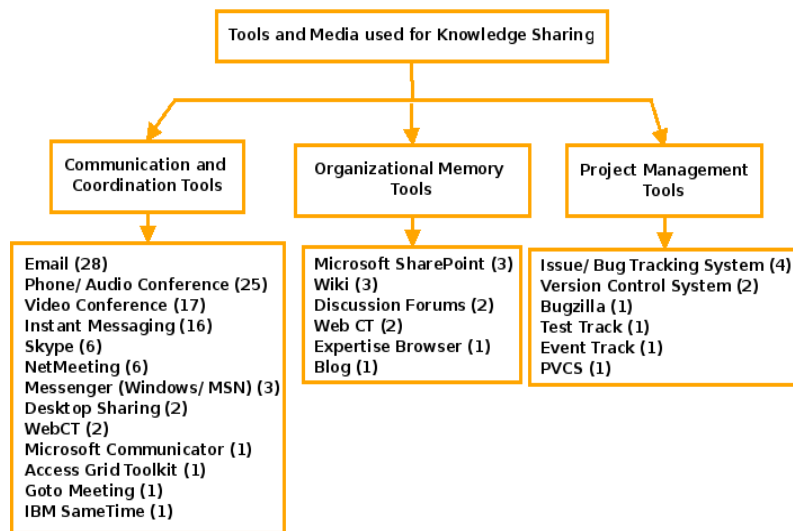 Tools and Media used for Knowledge Sharing
Communication and
Coordination Tools
Organizational Memory
Tools
Project Management
Tools
Email (28)
Phone/ Audio Conference (25)
Video Conference (17)
Instant Messaging (16)
Skype (6)
NetMeeting (6)
Messenger (Windows/ MSN) (3)
Desktop Sharing (2)
WebCT (2)
Microsoft Communicator (1)
Access Grid Toolkit (1)
Goto Meeting (1)
IBM SameTime (1)
Microsoft SharePoint (3)
Wiki (3)
Discussion Forums (2)
Web CT (2)
Expertise Browser (1)
Blog (1)
Issue/ Bug Tracking System (4)
Version Control System (2)
Bugzilla (1)
Test Track (1)
Event Track (1)
PVCS (1)